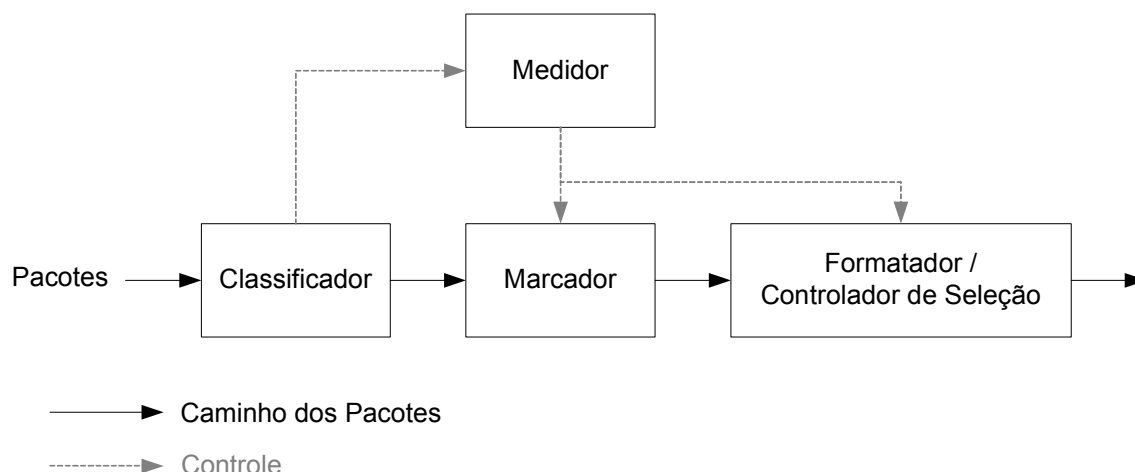 Medidor
Pacotes
Classificador
Marcador
Formatador /
Controlador de Seleção
Caminho dos Pacotes
Controle